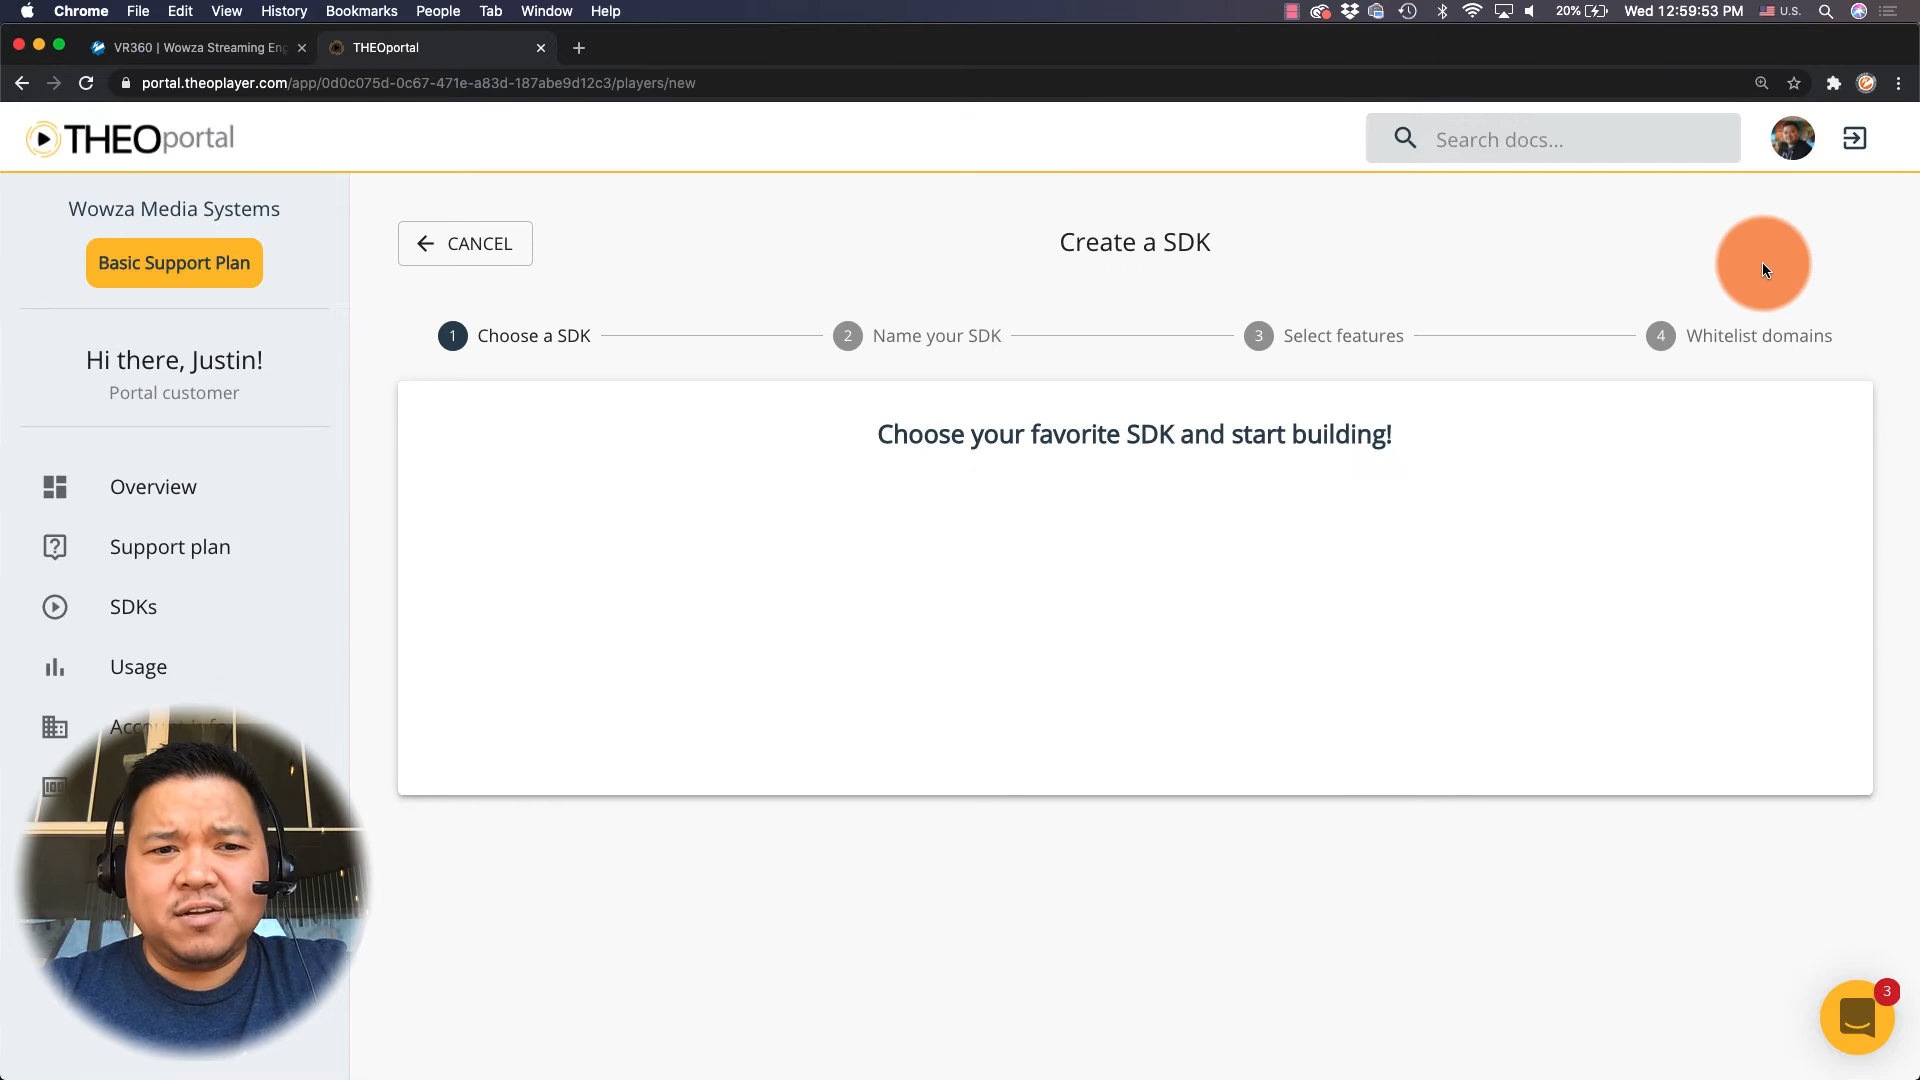 Chrome File Edit View History Bookmarks People Tab Window Help 20% Wed 12:59:53 PM U.S.
VR360 | Wowza Streaming Eng THEOportal
portal.theoplayer.com/app/0d0c075d-0c67-471e-a83d-187abe9d12c3/players/new
THEOportal Search docs...
Wowza Media Systems
Basic Support Plan
Hi there, Justin!
Portal customer
Overview
Support plan
SDKs
Usage
CANCEL Create a SDK
1 Choose a SDK 2 Name your SDK 3 Select features 4 Whitelist domains
Choose your favorite SDK and start building!
3